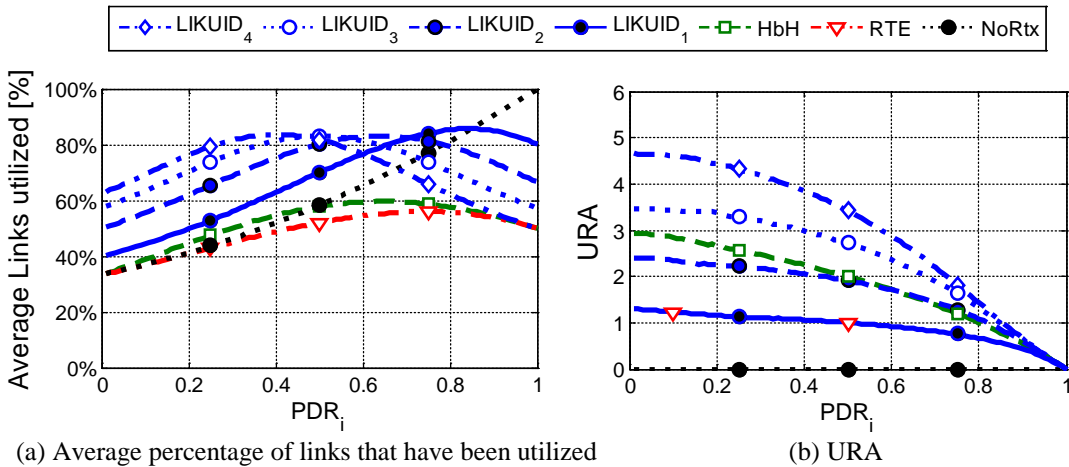 LIKUID4 LIKUID3 LIKUID2 LIKUID1 HbH RTE NoRtx
Average Links utilized [%]
100%
80%
60%
40%
20%
0%
0 0.2 0.4 0.6 0.8 1
PDRi
(a) Average percentage of links that have been utilized
URA
6
5
4
3
2
1
0
0 0.2 0.4 0.6 0.8 1
PDRi
(b) URA